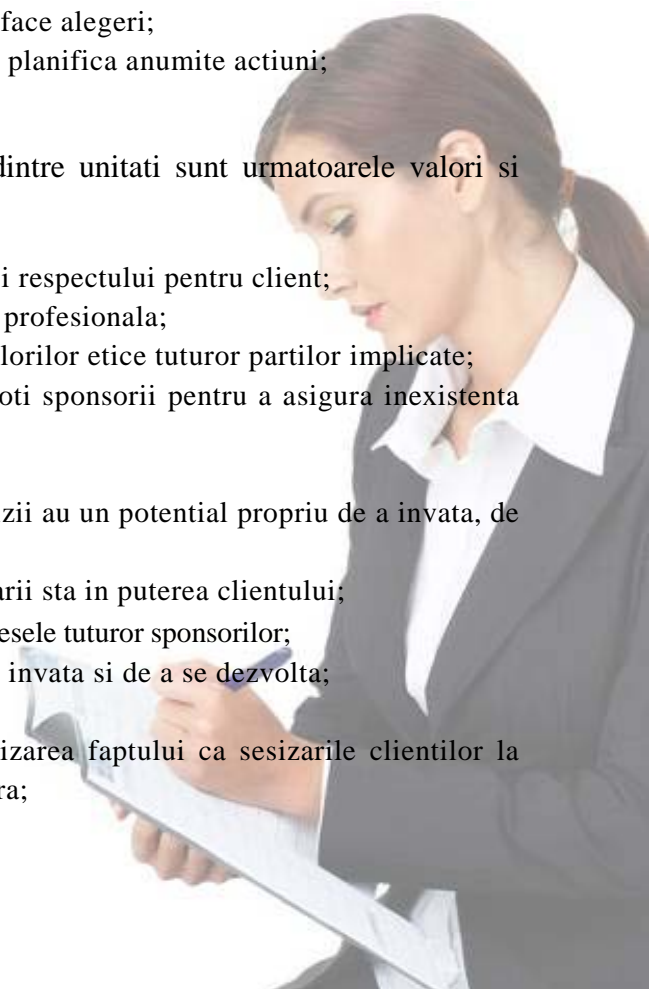 face alegeri;
planifica anumite actiuni;
dintre unitati sunt urmatoarele valori si
i respectului pentru client;
profesionala;
lorilor etice tuturor partilor implicate;
oti sponsorii pentru a asigura inexistenta
zii au un potential propriu de a invata, de
arii sta in puterea clientului;
esele tuturor sponsorilor;
invata si de a se dezvolta;
izarea faptului ca sesizarile clientilor la
ra;